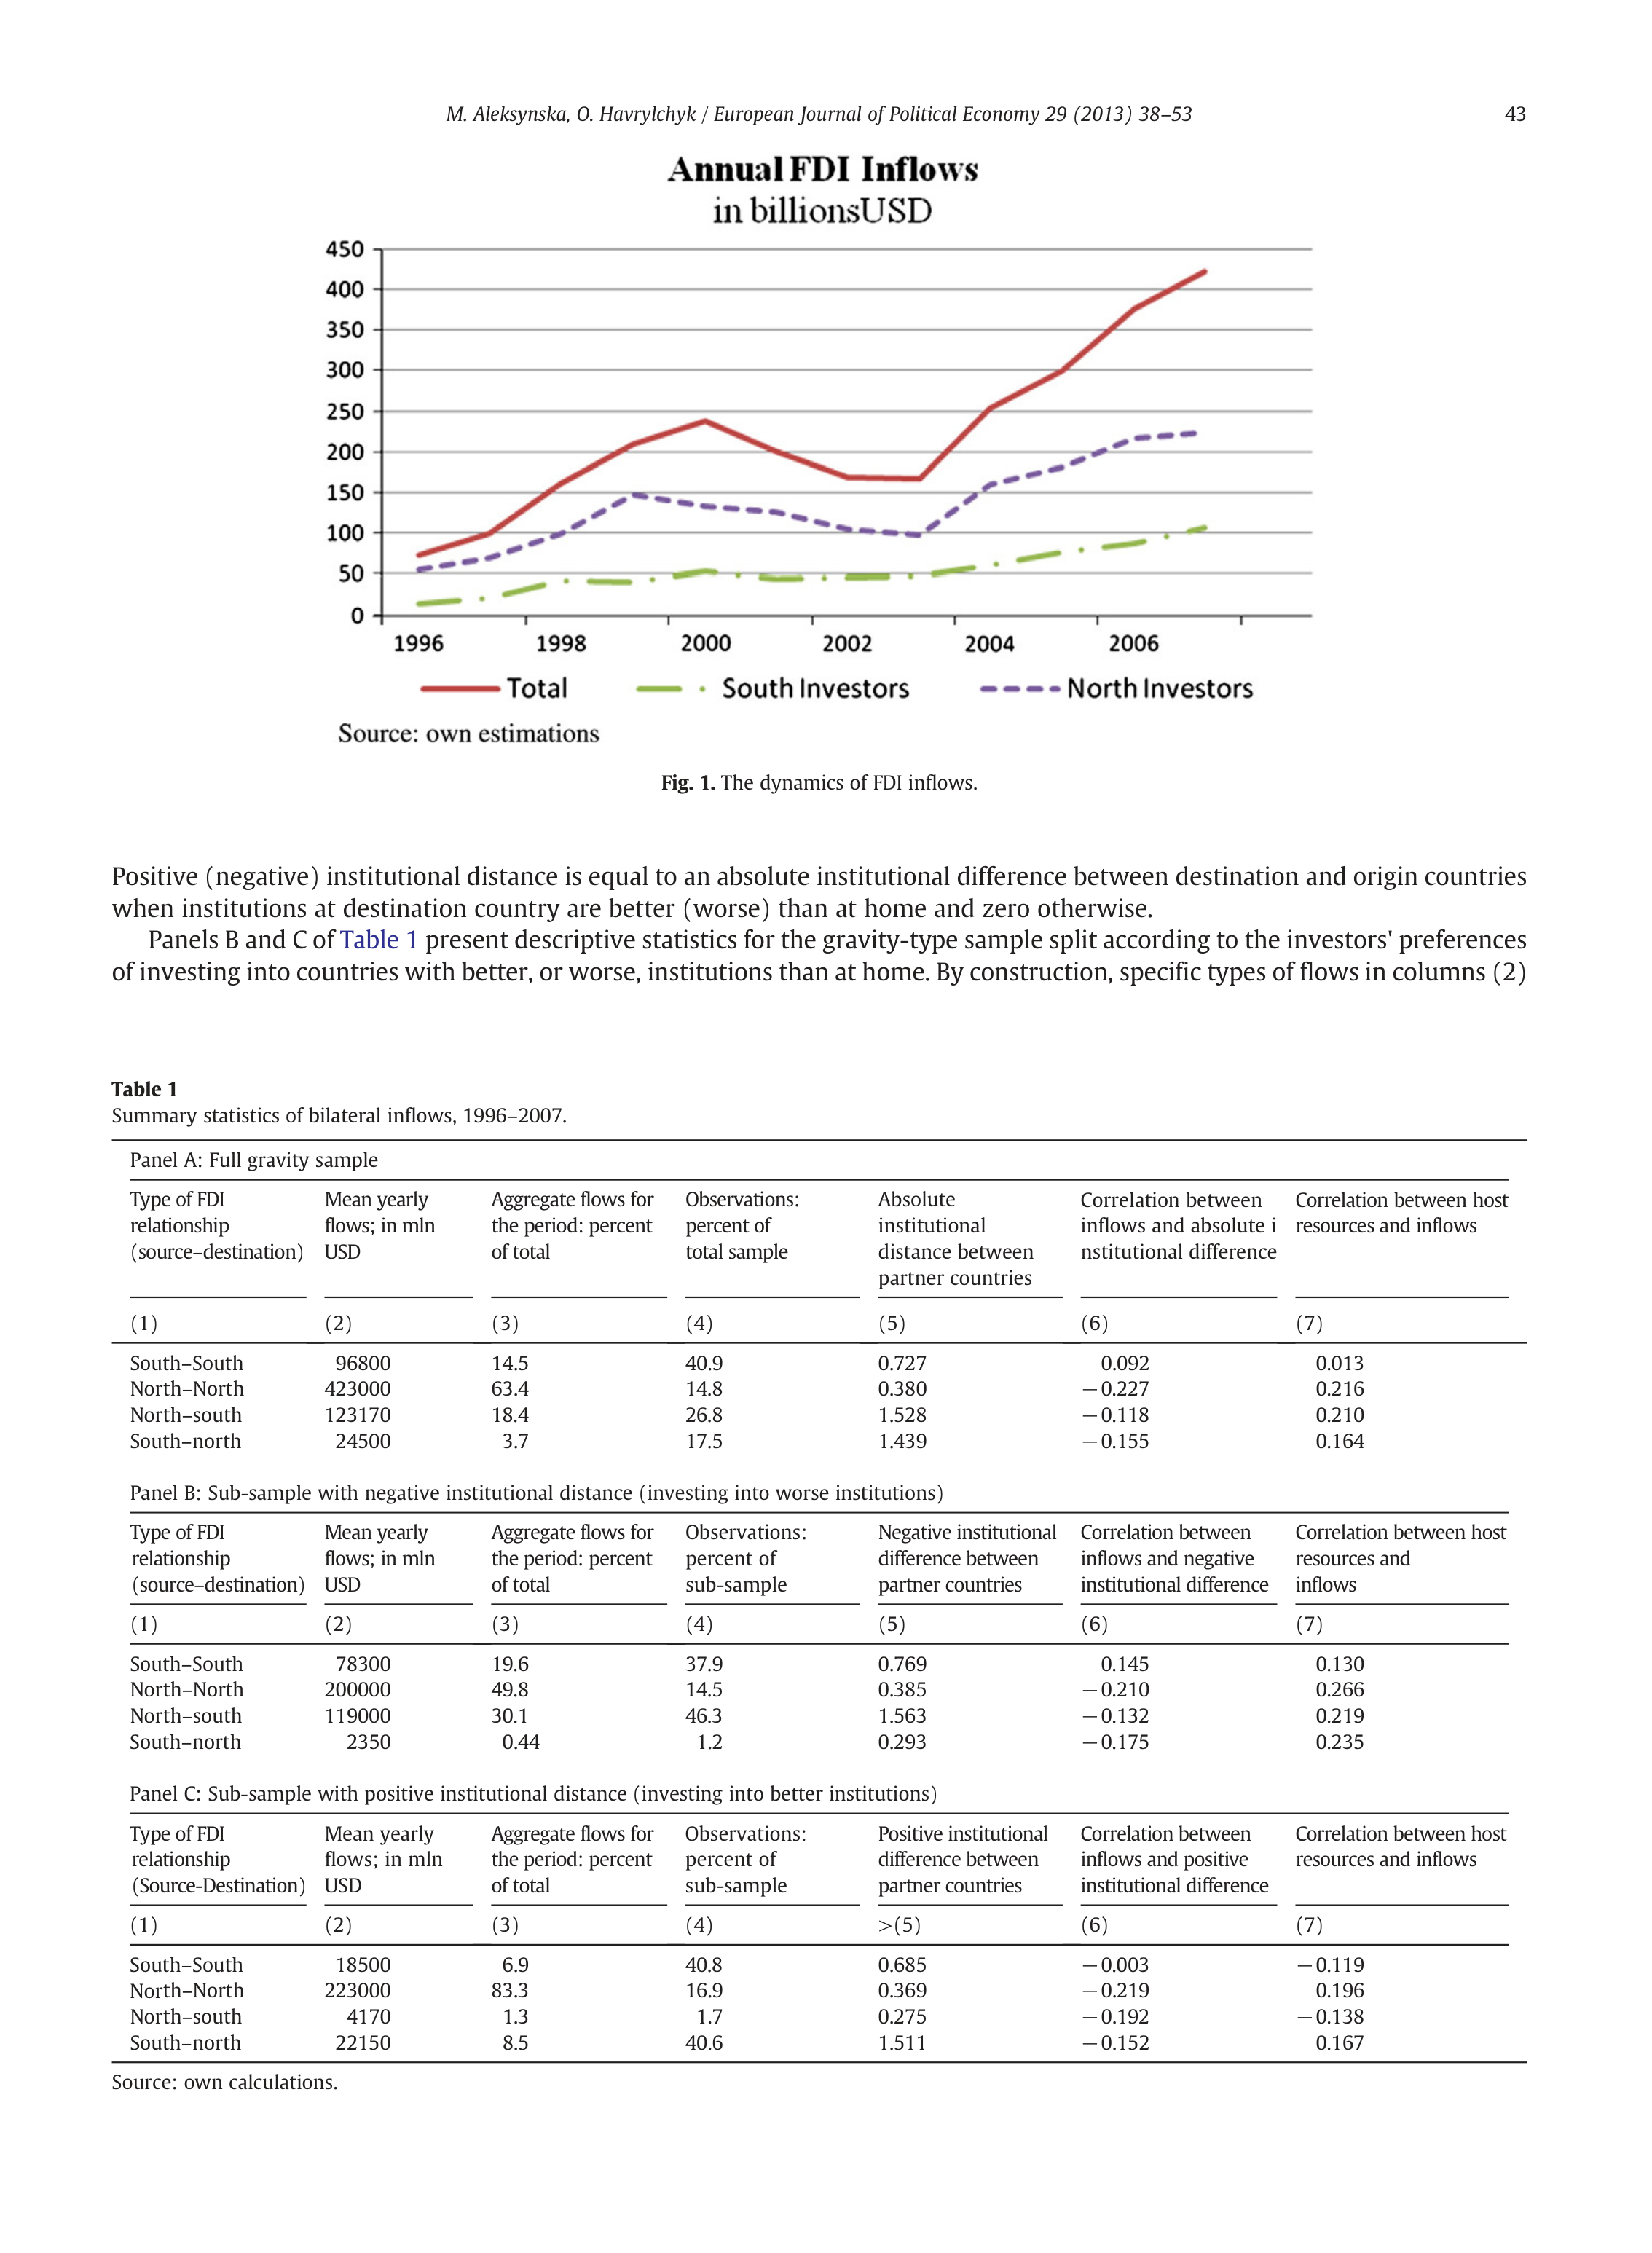 M. Aleksynska, O. Havrylchyk / European Journal of Political Economy 29 (2013) 38–53 43
Annual FDI Inflows
in billionsUSD
450
400
350
300
250
200
150
100
50
0
1996 1998 2000 2002 2004 2006
Total South Investors North Investors
Source: own estimations
Fig. 1. The dynamics of FDI inflows.
Positive (negative) institutional distance is equal to an absolute institutional difference between destination and origin countries
when institutions at destination country are better (worse) than at home and zero otherwise.
Panels B and C of Table 1 present descriptive statistics for the gravity-type sample split according to the investors' preferences
of investing into countries with better, or worse, institutions than at home. By construction, specific types of flows in columns (2)
Table 1
Summary statistics of bilateral inflows, 1996–2007.
Panel A: Full gravity sample
Type of FDI Mean yearly Aggregate flows for Observations: Absolute Correlation between Correlation between host
relationship flows; in mln the period: percent percent of institutional inflows and absolute i resources and inflows
(source–destination) USD of total total sample distance between nstitutional difference
partner countries
(1) (2) (3) (4) (5) (6) (7)
South–South 96800 14.5 40.9 0.727 0.092 0.013
North–North 423000 63.4 14.8 0.380 −0.227 0.216
North–south 123170 18.4 26.8 1.528 −0.118 0.210
South–north 24500 3.7 17.5 1.439 −0.155 0.164
Panel B: Sub-sample with negative institutional distance (investing into worse institutions)
Type of FDI Mean yearly Aggregate flows for Observations: Negative institutional Correlation between Correlation between host
relationship flows; in mln the period: percent percent of difference between inflows and negative resources and
(source–destination) USD of total sub-sample partner countries institutional difference inflows
(1) (2) (3) (4) (5) (6) (7)
South–South 78300 19.6 37.9 0.769 0.145 0.130
North–North 200000 49.8 14.5 0.385 −0.210 0.266
North–south 119000 30.1 46.3 1.563 −0.132 0.219
South–north 2350 0.44 1.2 0.293 −0.175 0.235
Panel C: Sub-sample with positive institutional distance (investing into better institutions)
Type of FDI Mean yearly Aggregate flows for Observations: Positive institutional Correlation between Correlation between host
relationship flows; in mln the period: percent percent of difference between inflows and positive resources and inflows
(Source-Destination) USD of total sub-sample partner countries institutional difference
(1) (2) (3) (4) >(5) (6) (7)
South–South 18500 6.9 40.8 0.685 −0.003 −0.119
North–North 223000 83.3 16.9 0.369 −0.219 0.196
North–south 4170 1.3 1.7 0.275 −0.192 −0.138
South–north 22150 8.5 40.6 1.511 −0.152 0.167
Source: own calculations.